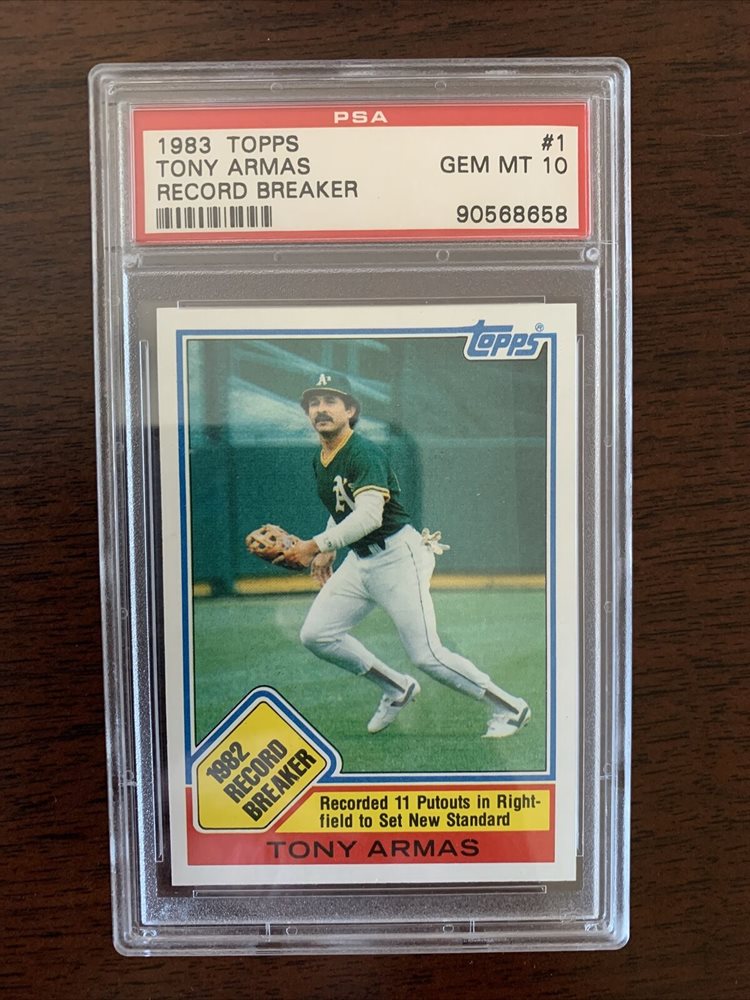 PSA
1983 TOPPS #1
TONY ARMAS GEM MT 10
RECORD BREAKER
90568658
Topps®
A's
A's
1982
RECORD
BREAKER
Recorded 11 Putouts in Right-
field to Set New Standard
TONY ARMAS